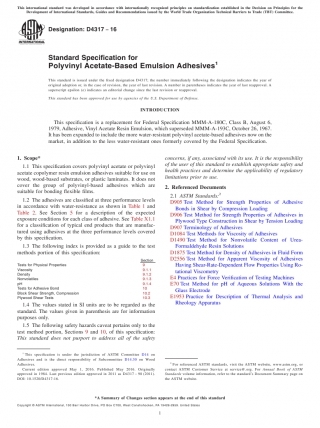 This international standard was developed in accordance with internationally recognized principles on standardization established in the Decision on Principles for the
Development of International Standards, Guides and Recommendations issued by the World Trade Organization Technical Barriers to Trade (TBT) Committee.
INTERNATIONAL
Designation: D4317 − 16
Standard Specification for
Polyvinyl Acetate-Based Emulsion Adhesives1
This standard is issued under the fixed designation D4317; the number immediately following the designation indicates the year of
original adoption or, in the case of revision, the year of last revision. A number in parentheses indicates the year of last reapproval. A
superscript epsilon (ε) indicates an editorial change since the last revision or reapproval.
This standard has been approved for use by agencies of the U.S. Department of Defense.
INTRODUCTION
This specification is a replacement for Federal Specification MMM-A-180C, Class B, August 6,
1979, Adhesive, Vinyl Acetate Resin Emulsion, which superseded MMM-A-193C, October 26, 1967.
It has been expanded to include the more water-resistant polyvinyl acetate-based adhesives now on the
market, in addition to the less water-resistant ones formerly covered by the Federal Specification.
1. Scope*
1.1 This specification covers polyvinyl acetate or polyvinyl
acetate copolymer resin emulsion adhesives suitable for use on
wood, wood-based substrates, or plastic laminates. It does not
cover the group of polyvinyl-based adhesives which are
suitable for bonding flexible films.
1.2 The adhesives are classified at three performance levels
in accordance with water-resistance as shown in Table 1 and
Table 2. See Section 5 for a description of the expected
exposure conditions for each class of adhesive. See Table X1.1
for a classification of typical end products that are manufac-
tured using adhesives at the three performance levels covered
by this specification.
1.3 The following index is provided as a guide to the test
methods portion of this specification:
Section
Tests for Physical Properties 9
Viscosity 9.1.1
Density 9.1.2
Nonvolatiles 9.1.3
pH 9.1.4
Tests for Adhesive Bond 10
Block Shear Strength, Compression 10.2
Plywood Shear Tests 10.3
1.4 The values stated in SI units are to be regarded as the
standard. The values given in parentheses are for information
purposes only.
1.5 The following safety hazard caveat pertains only to the
test method portion, Sections 9 and 10, of this specification:
This standard does not purport to address all of the safety
concerns, if any, associated with its use. It is the responsibility
of the user of this standard to establish appropriate safety and
health practices and determine the applicability of regulatory
limitations prior to use.
2. Referenced Documents
2.1 ASTM Standards:2
D905 Test Method for Strength Properties of Adhesive
Bonds in Shear by Compression Loading
D906 Test Method for Strength Properties of Adhesives in
Plywood Type Construction in Shear by Tension Loading
D907 Terminology of Adhesives
D1084 Test Methods for Viscosity of Adhesives
D1490 Test Method for Nonvolatile Content of Urea-
Formaldehyde Resin Solutions
D1875 Test Method for Density of Adhesives in Fluid Form
D2556 Test Method for Apparent Viscosity of Adhesives
Having Shear-Rate-Dependent Flow Properties Using Ro-
tational Viscometry
E4 Practices for Force Verification of Testing Machines
E70 Test Method for pH of Aqueous Solutions With the
Glass Electrode
E1953 Practice for Description of Thermal Analysis and
Rheology Apparatus
1 This specification is under the jurisdiction of ASTM Committee D14 on
Adhesives and is the direct responsibility of Subcommittee D14.30 on Wood
Adhesives.
Current edition approved May 1, 2016. Published May 2016. Originally
approved in 1984. Last previous edition approved in 2011 as D4317 – 98 (2011).
DOI: 10.1520/D4317-16.
2 For referenced ASTM standards, visit the ASTM website, www.astm.org, or
contact ASTM Customer Service at service@astm.org. For Annual Book of ASTM
Standards volume information, refer to the standard's Document Summary page on
the ASTM website.
*A Summary of Changes section appears at the end of this standard
Copyright © ASTM International, 100 Barr Harbor Drive, PO Box C700, West Conshohocken, PA 19428-2959. United States
1